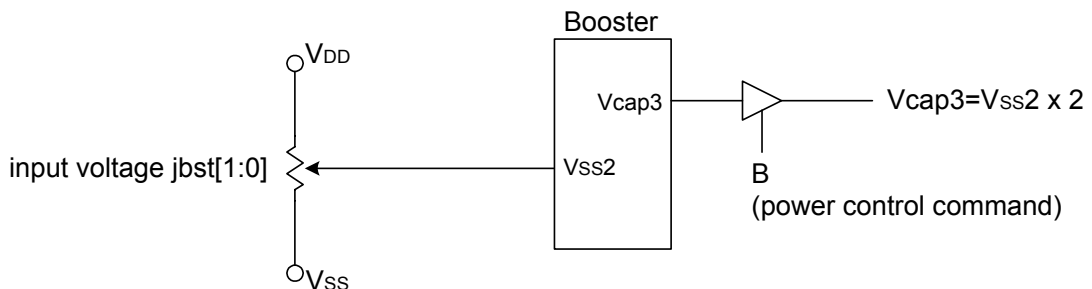 Booster
VDD
Vcap3
Vcap3=VSS2 x 2
input voltage jbst[1:0]
VSS2
B
(power control command)
VSS